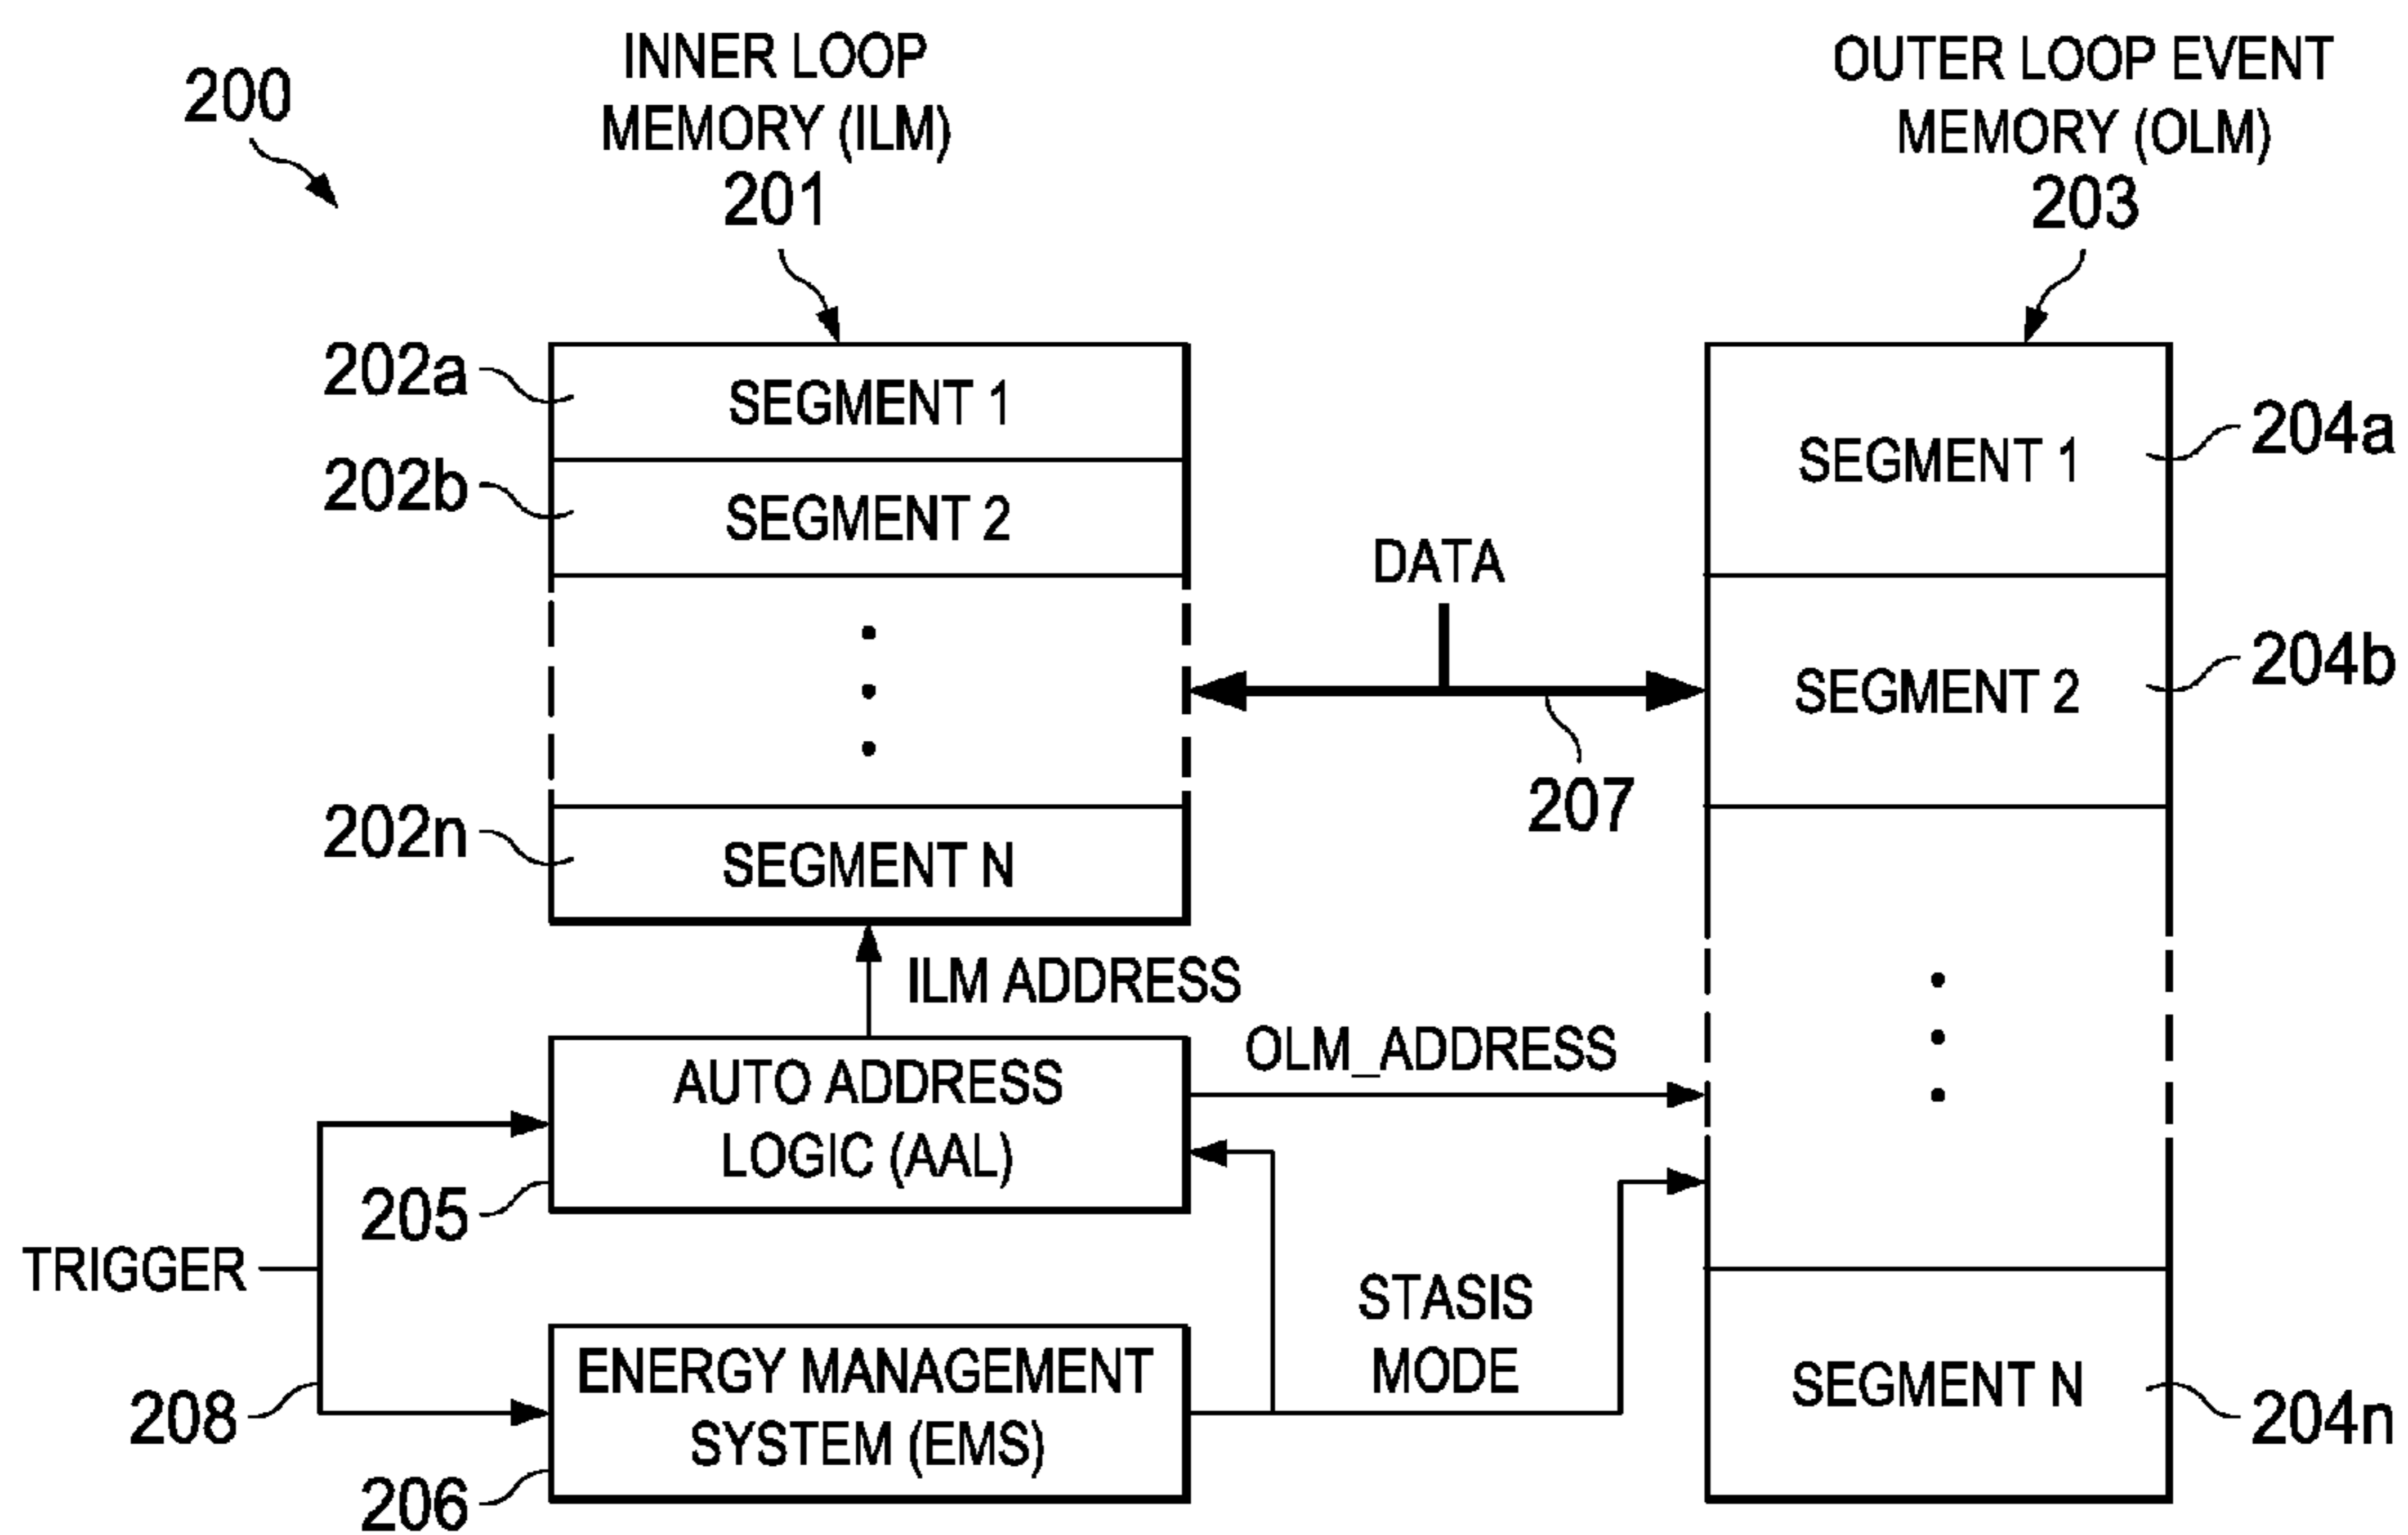 200
INNER LOOP
MEMORY (ILM)
201
OUTER LOOP EVENT
MEMORY (OLM)
203
202a
SEGMENT 1
202b
SEGMENT 2
202n
SEGMENT N
DATA
207
SEGMENT 1
204a
SEGMENT 2
204b
ILM ADDRESS
OLM_ADDRESS
AUTO ADDRESS
LOGIC (AAL)
205
TRIGGER
208
ENERGY MANAGEMENT
SYSTEM (EMS)
206
STASIS
MODE
SEGMENT N
204n